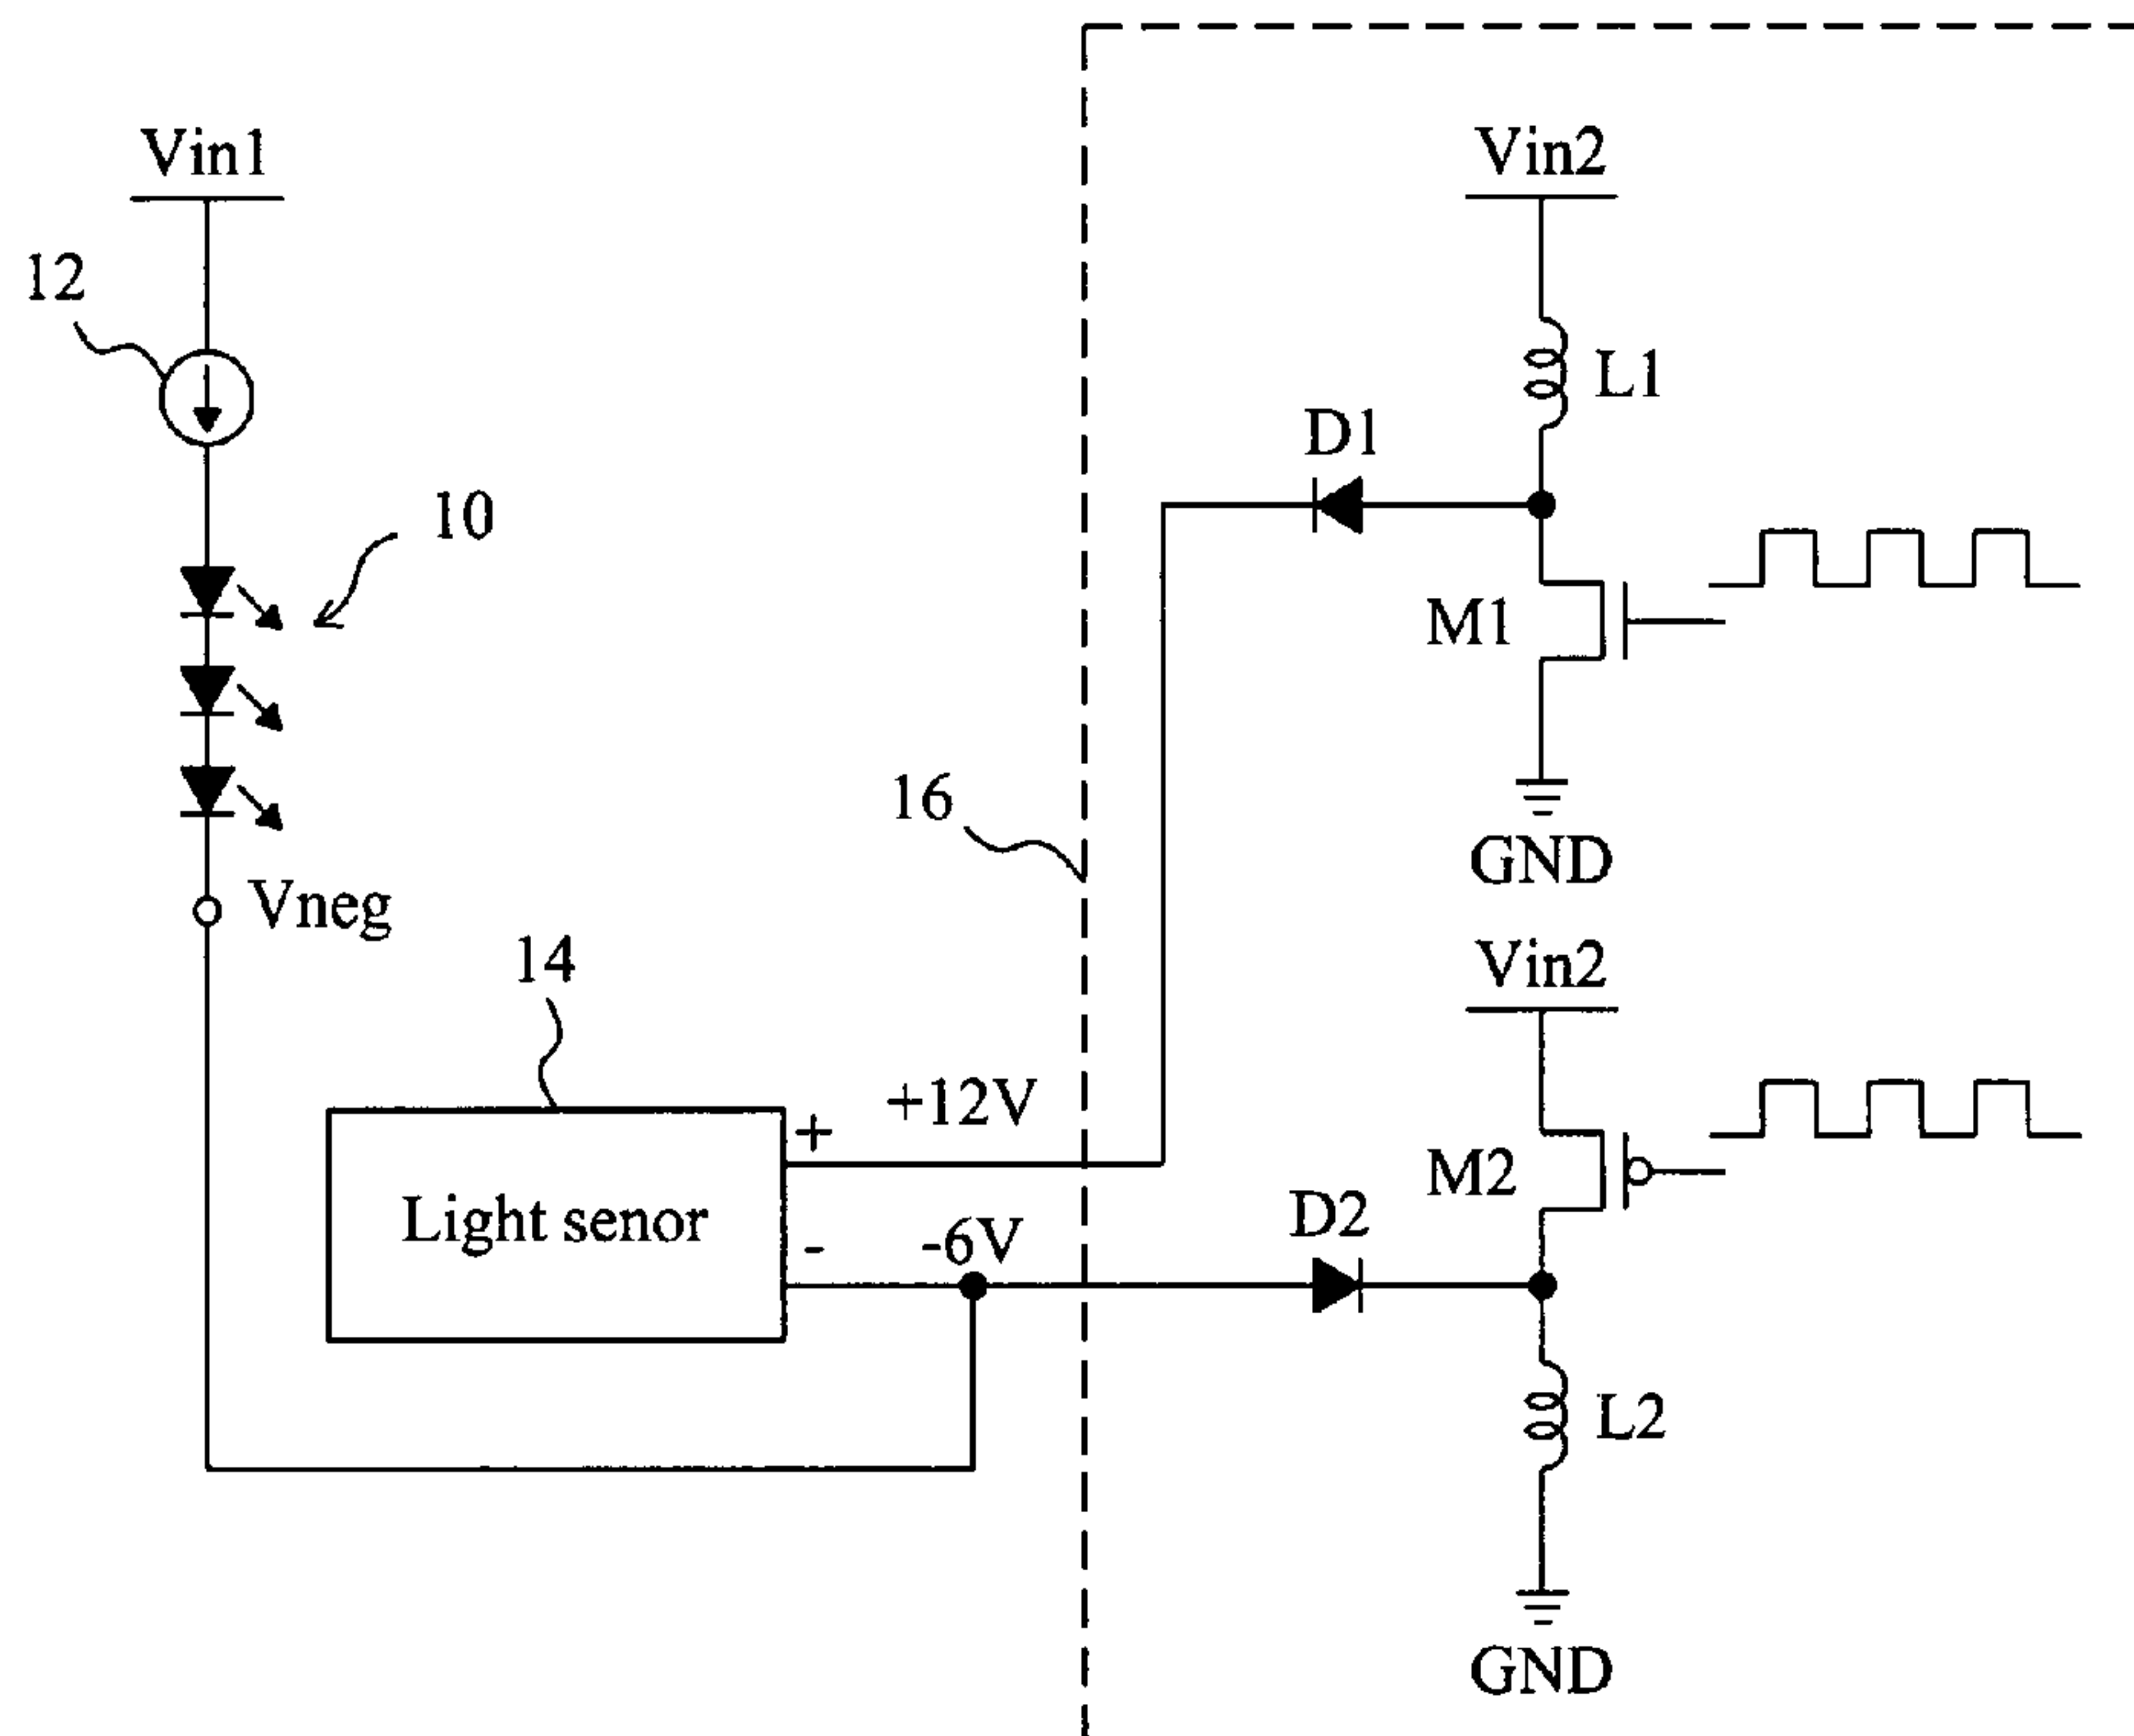 Vin1
Vin2
12
L1
D1
10
M1
16
GND
Vneg
14
Vin2
+12V
+
M2
Light senor
D2
-
-6V
L2
GND